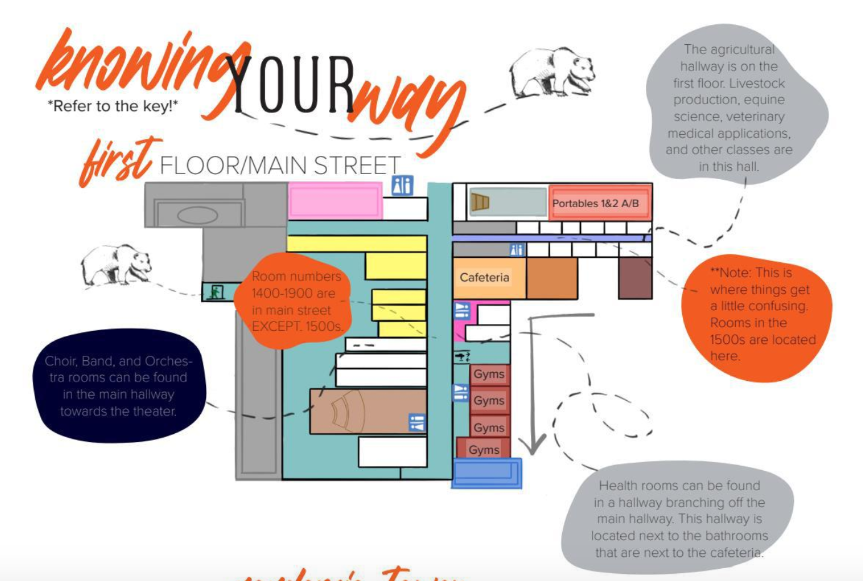 knowing YOUR way
*Refer to the key!*
first FLOOR/MAIN STREET
The agricultural
hallway is on the
first floor. Livestock
production, equine
science, veterinary
medical applications,
and other classes are
in this hall.
Portables 1&2 A/B
Cafeteria
Room numbers
1400-1900 are
in main street
EXCEPT. 1500s.
**Note: This is
where things get
a little confusing.
Rooms in the
1500s are located
here.
Choir, Band, and Orches-
tra rooms can be found
in the main hallway
towards the theater.
Gyms
Gyms
Gyms
Gyms
Health rooms can be found
in a hallway branching off the
main hallway. This hallway is
located next to the bathrooms
that are next to the cafeteria.